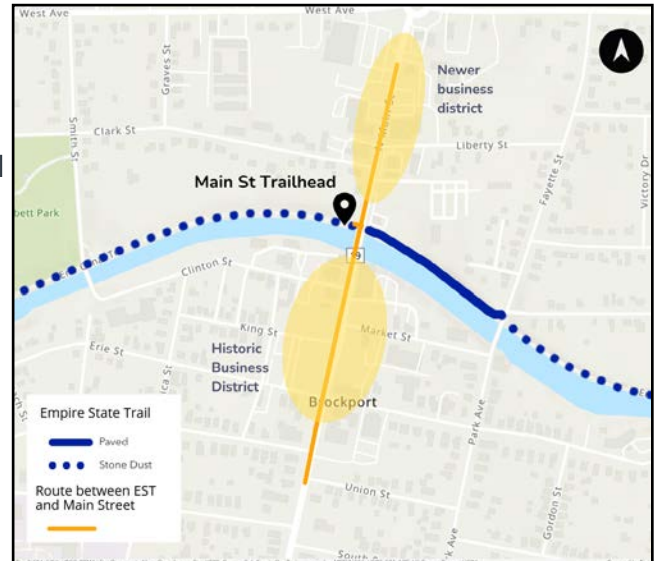 West Ave
West Ave
Graves St
Smith St
Clark St
Newer
business
district
Liberty St
Fayette St
Victory Dr
Main St Trailhead
bett Park
19
Clinton St
King St
Market St
Erie St
Historic
Business
District
Brockport
Park Ave
Union St
Gordon St
Empire State Trail
Paved
Stone Dust
Route between EST
and Main Street